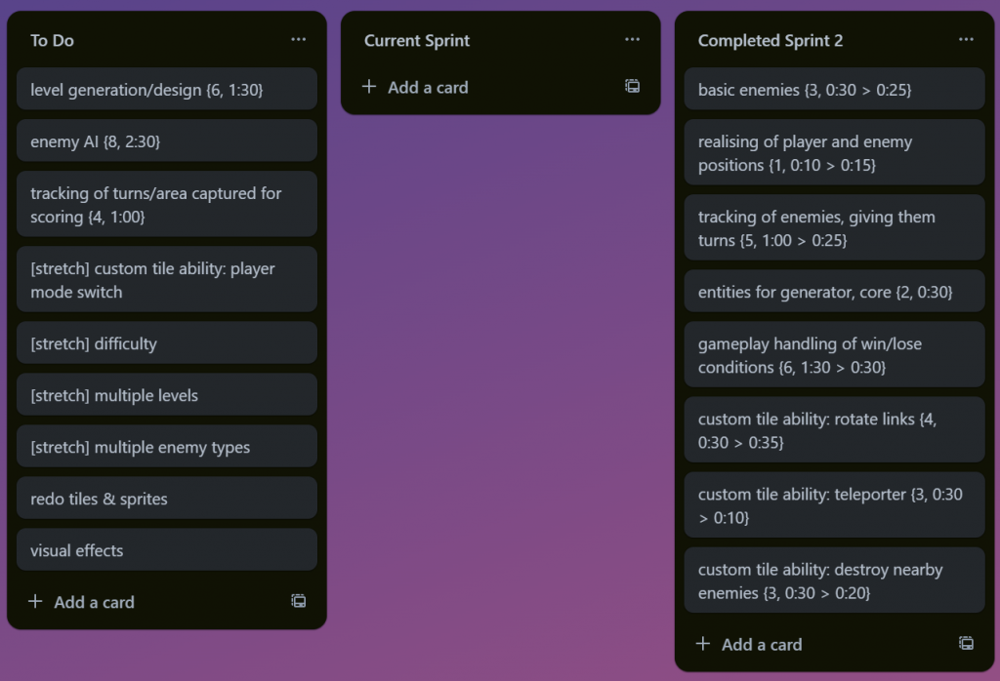 To Do
level generation/design {6, 1:30}
enemy AI {8, 2:30}
tracking of turns/area captured for
scoring {4, 1:00}
[stretch] custom tile ability: player
mode switch
[stretch] difficulty
[stretch] multiple levels
[stretch] multiple enemy types
redo tiles & sprites
visual effects
Add a card
Current Sprint
Add a card
Completed Sprint 2
basic enemies {3, 0:30 > 0:25}
realising of player and enemy
positions {1, 0:10 > 0:15}
tracking of enemies, giving them
turns {5, 1:00 > 0:25}
entities for generator, core {2, 0:30}
gameplay handling of win/lose
conditions {6, 1:30 > 0:30}
custom tile ability: rotate links {4,
0:30 > 0:35}
custom tile ability: teleporter {3, 0:30
> 0:10}
custom tile ability: destroy nearby
enemies {3, 0:30 > 0:20}
Add a card